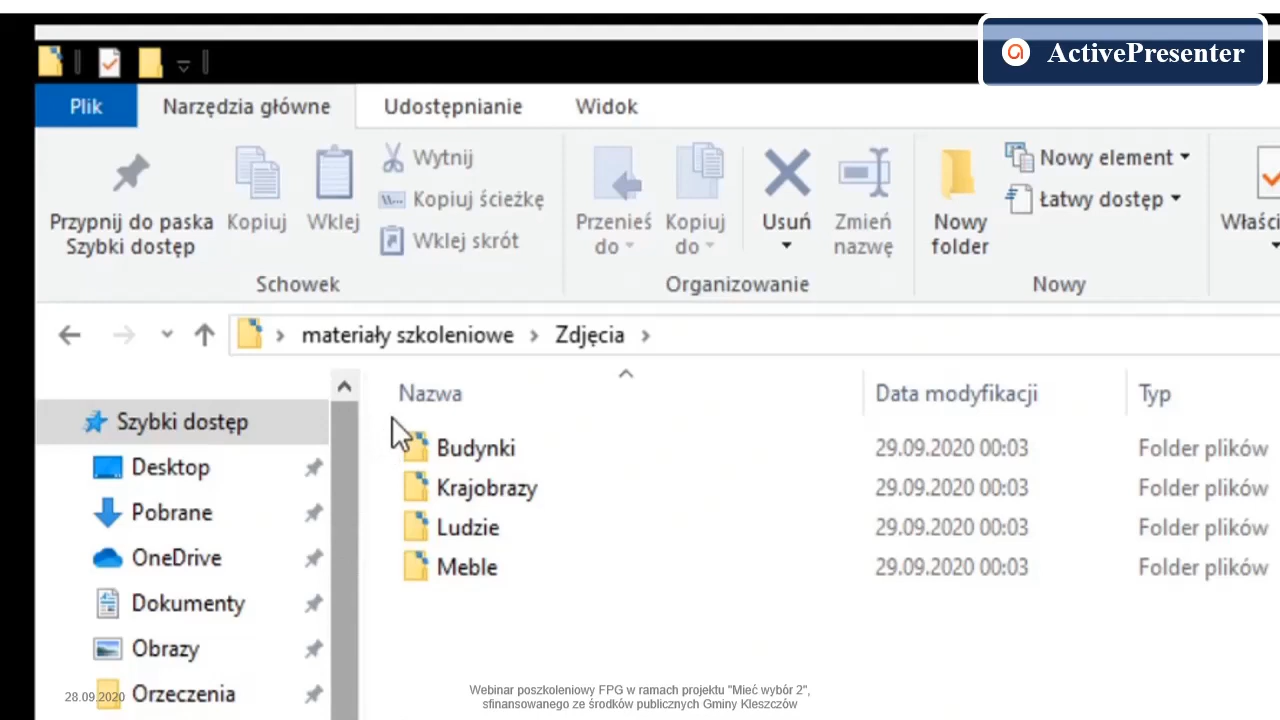 ActivePresenter
Plik Narzędzia główne Udostępnianie Widok
Przypnij do paska
Szybki dostęp
Kopiuj
Wklej
Wytnij
Kopiuj ścieżkę
Wklej skrót
Schowek
Przenieś
do
Kopiuj
do
Usuń
Zmień
nazwę
Organizowanie
Nowy
folder
Nowy element
Łatwy dostęp
Nowy
materiały szkoleniowe Zdjęcia
Nazwa Data modyfikacji Typ
Budynki 29.09.2020 00:03 Folder plików
Krajobrazy 29.09.2020 00:03 Folder plików
Ludzie 29.09.2020 00:03 Folder plików
Meble 29.09.2020 00:03 Folder plików
Szybki dostęp
Desktop
Pobrane
OneDrive
Dokumenty
Obrazy
Orzeczenia
28.09.2020
Webinar poszkoleniowy FPG w ramach projektu "Mieć wybór 2",
sfinansowanego ze środków publicznych Gminy Kleszczów